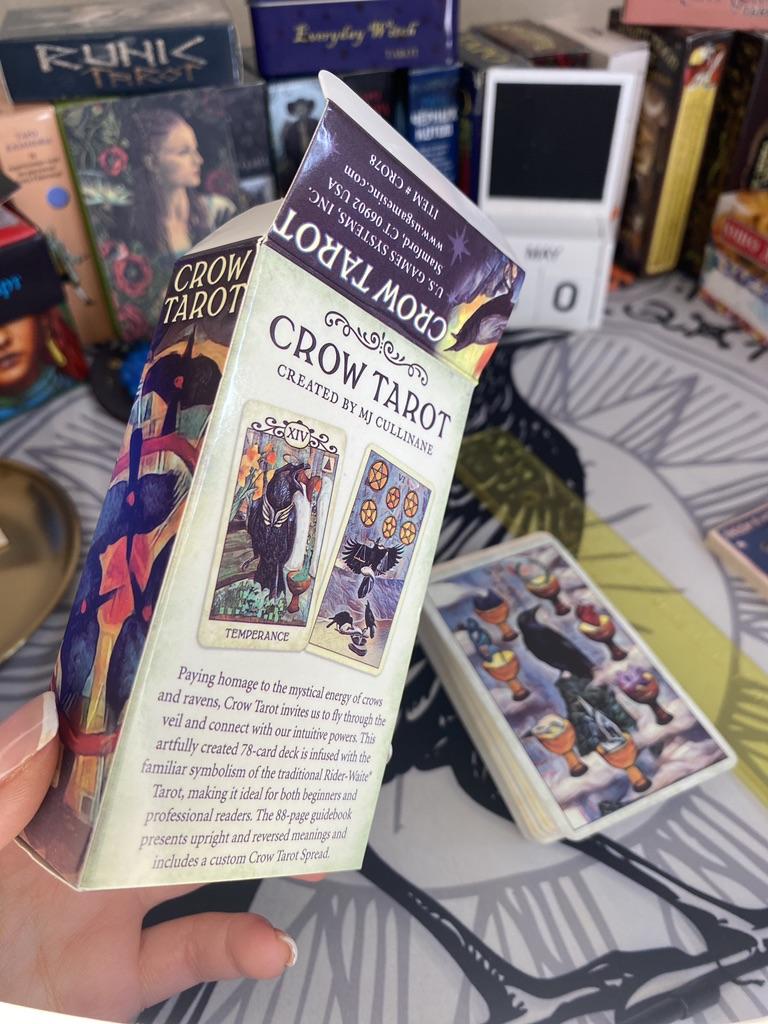 RUNIC
TAROT
Everyday Witch
TAROT
MAY
0
CROW TAROT
U.S. GAMES SYSTEMS, INC.
Stamford, CT 06902 USA
www.usgamesinc.com
ITEM # CRO78
CROW
TAROT
CROW TAROT
CREATED BY MJ CULLINANE
XIV
TEMPERANCE
VI
Paying homage to the mystical energy of crows
and ravens, Crow Tarot invites us to fly through the
veil and connect with our intuitive powers. This
artfully created 78-card deck is infused with the
familiar symbolism of the traditional Rider-Waite®
Tarot, making it ideal for both beginners and
professional readers. The 88-page guidebook
presents upright and reversed meanings and
includes a custom Crow Tarot Spread.